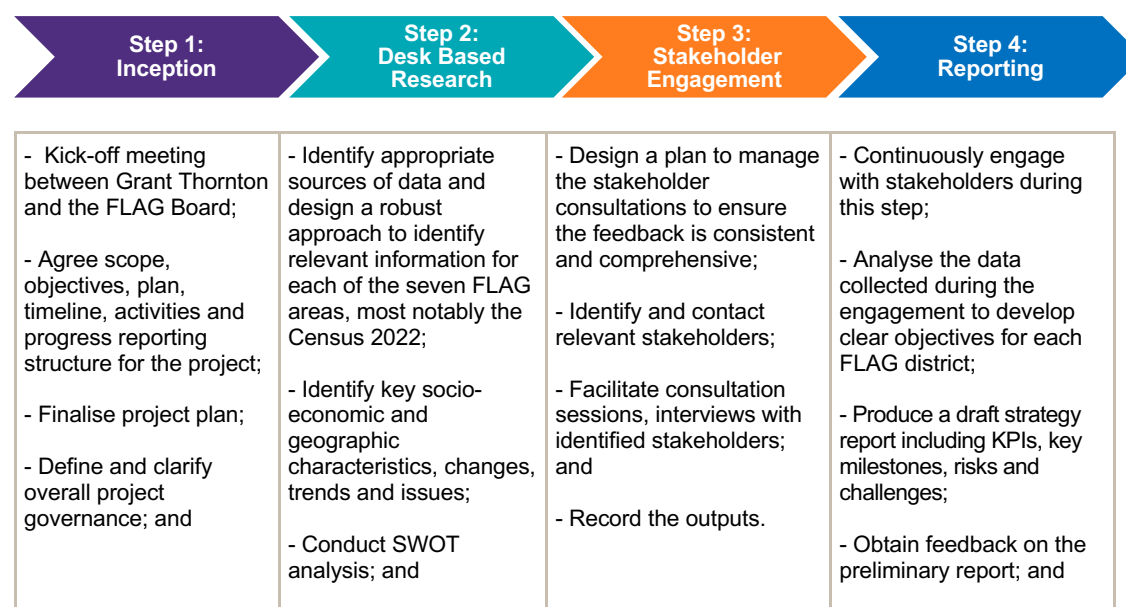 Step 1:
Inception
Step 2:
Desk Based
Research
Step 3:
Stakeholder
Engagement
Step 4:
Reporting
- Kick-off meeting
between Grant Thornton
and the FLAG Board;
- Agree scope,
objectives, plan,
timeline, activities and
progress reporting
structure for the project;
- Finalise project plan;
- Define and clarify
overall project
governance; and
- Identify appropriate
sources of data and
design a robust
approach to identify
relevant information for
each of the seven FLAG
areas, most notably the
Census 2022;
- Identify key socio-
economic and
geographic
characteristics, changes,
trends and issues;
- Conduct SWOT
analysis; and
- Design a plan to manage
the stakeholder
consultations to ensure
the feedback is consistent
and comprehensive;
- Identify and contact
relevant stakeholders;
- Facilitate consultation
sessions, interviews with
identified stakeholders;
and
- Record the outputs.
- Continuously engage
with stakeholders during
this step;
- Analyse the data
collected during the
engagement to develop
clear objectives for each
FLAG district;
- Produce a draft strategy
report including KPIs, key
milestones, risks and
challenges;
- Obtain feedback on the
preliminary report; and